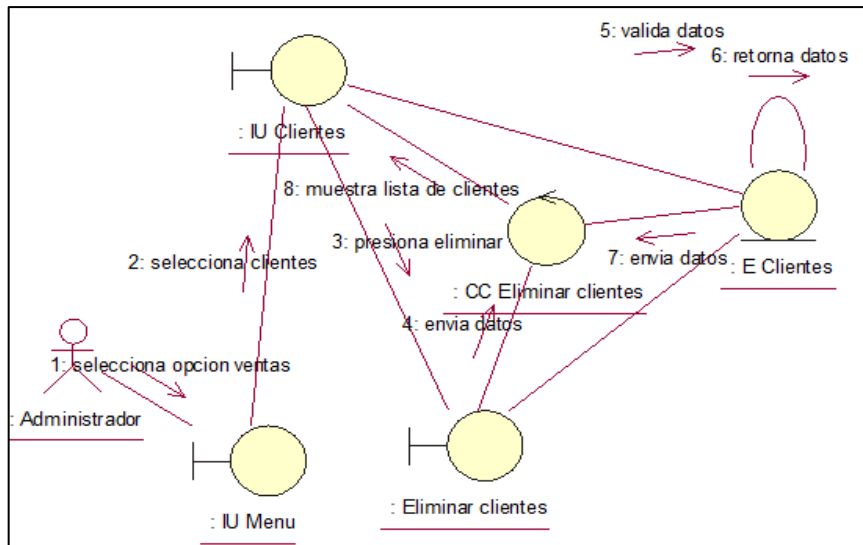 5: valida datos
6: retorna datos
: IU Clientes
8: muestra lista de clientes
3: presiona eliminar
2: selecciona clientes
7: envia datos
: E Clientes
: CC Eliminar clientes
4: envia datos
1: selecciona opcion ventas
: Administrador
: Eliminar clientes
: IU Menu